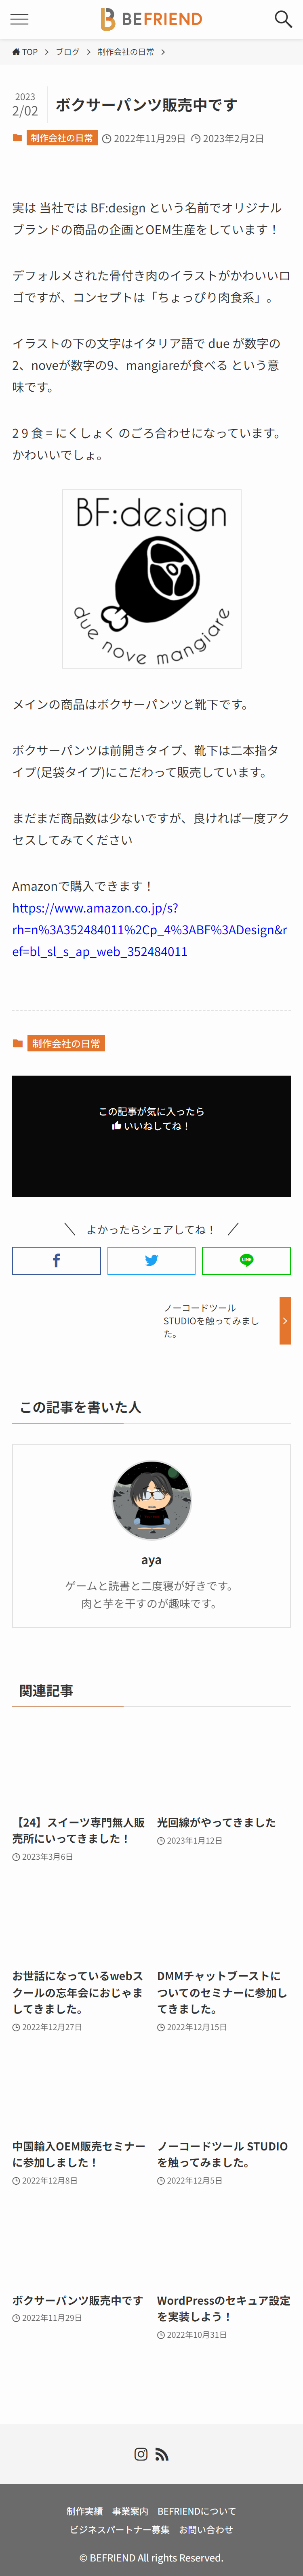 BEFRIEND
TOP > ブログ > 制作会社の日常 >
2023
2/02
ボクサーパンツ販売中です
制作会社の日常 2022年11月29日 2023年2月2日
実は 当社では BF:design という名前でオリジナル
ブランドの商品の企画とOEM生産をしています！
デフォルメされた骨付き肉のイラストがかわいいロ
ゴですが、コンセプトは「ちょっぴり肉食系」。
イラストの下の文字はイタリア語で due が数字の
2、noveが数字の9、mangiareが食べる という意
味です。
2 9 食 = にくしょく のごろ合わせになっています。
かわいいでしょ。
BF:design
due nove mangiare
メインの商品はボクサーパンツと靴下です。
ボクサーパンツは前開きタイプ、靴下は二本指タ
イプ(足袋タイプ)にこだわって販売しています。
まだまだ商品数は少ないですが、良ければ一度アク
セスしてみてください
Amazonで購入できます！
https://www.amazon.co.jp/s?
rh=n%3A352484011%2Cp_4%3ABF%3ADesign&r
ef=bl_sl_s_ap_web_352484011
制作会社の日常
この記事が気に入ったら
いいねしてね！
よかったらシェアしてね！
LINE
ノーコードツール
STUDIOを触ってみまし
た。
この記事を書いた人
aya
ゲームと読書と二度寝が好きです。
肉と芋を干すのが趣味です。
関連記事
【24】スイーツ専門無人販
売所にいってきました！
2023年3月6日
光回線がやってきました
2023年1月12日
お世話になっているwebス
クールの忘年会におじゃま
してきました。
2022年12月27日
DMMチャットブーストに
ついてのセミナーに参加し
てきました。
2022年12月15日
中国輸入OEM販売セミナー
に参加しました！
2022年12月8日
ノーコードツール STUDIO
を触ってみました。
2022年12月5日
ボクサーパンツ販売中です
2022年11月29日
WordPressのセキュア設定
を実装しよう！
2022年10月31日
制作実績 事業案内 BEFRIENDについて
ビジネスパートナー募集 お問い合わせ
© BEFRIEND All rights Reserved.